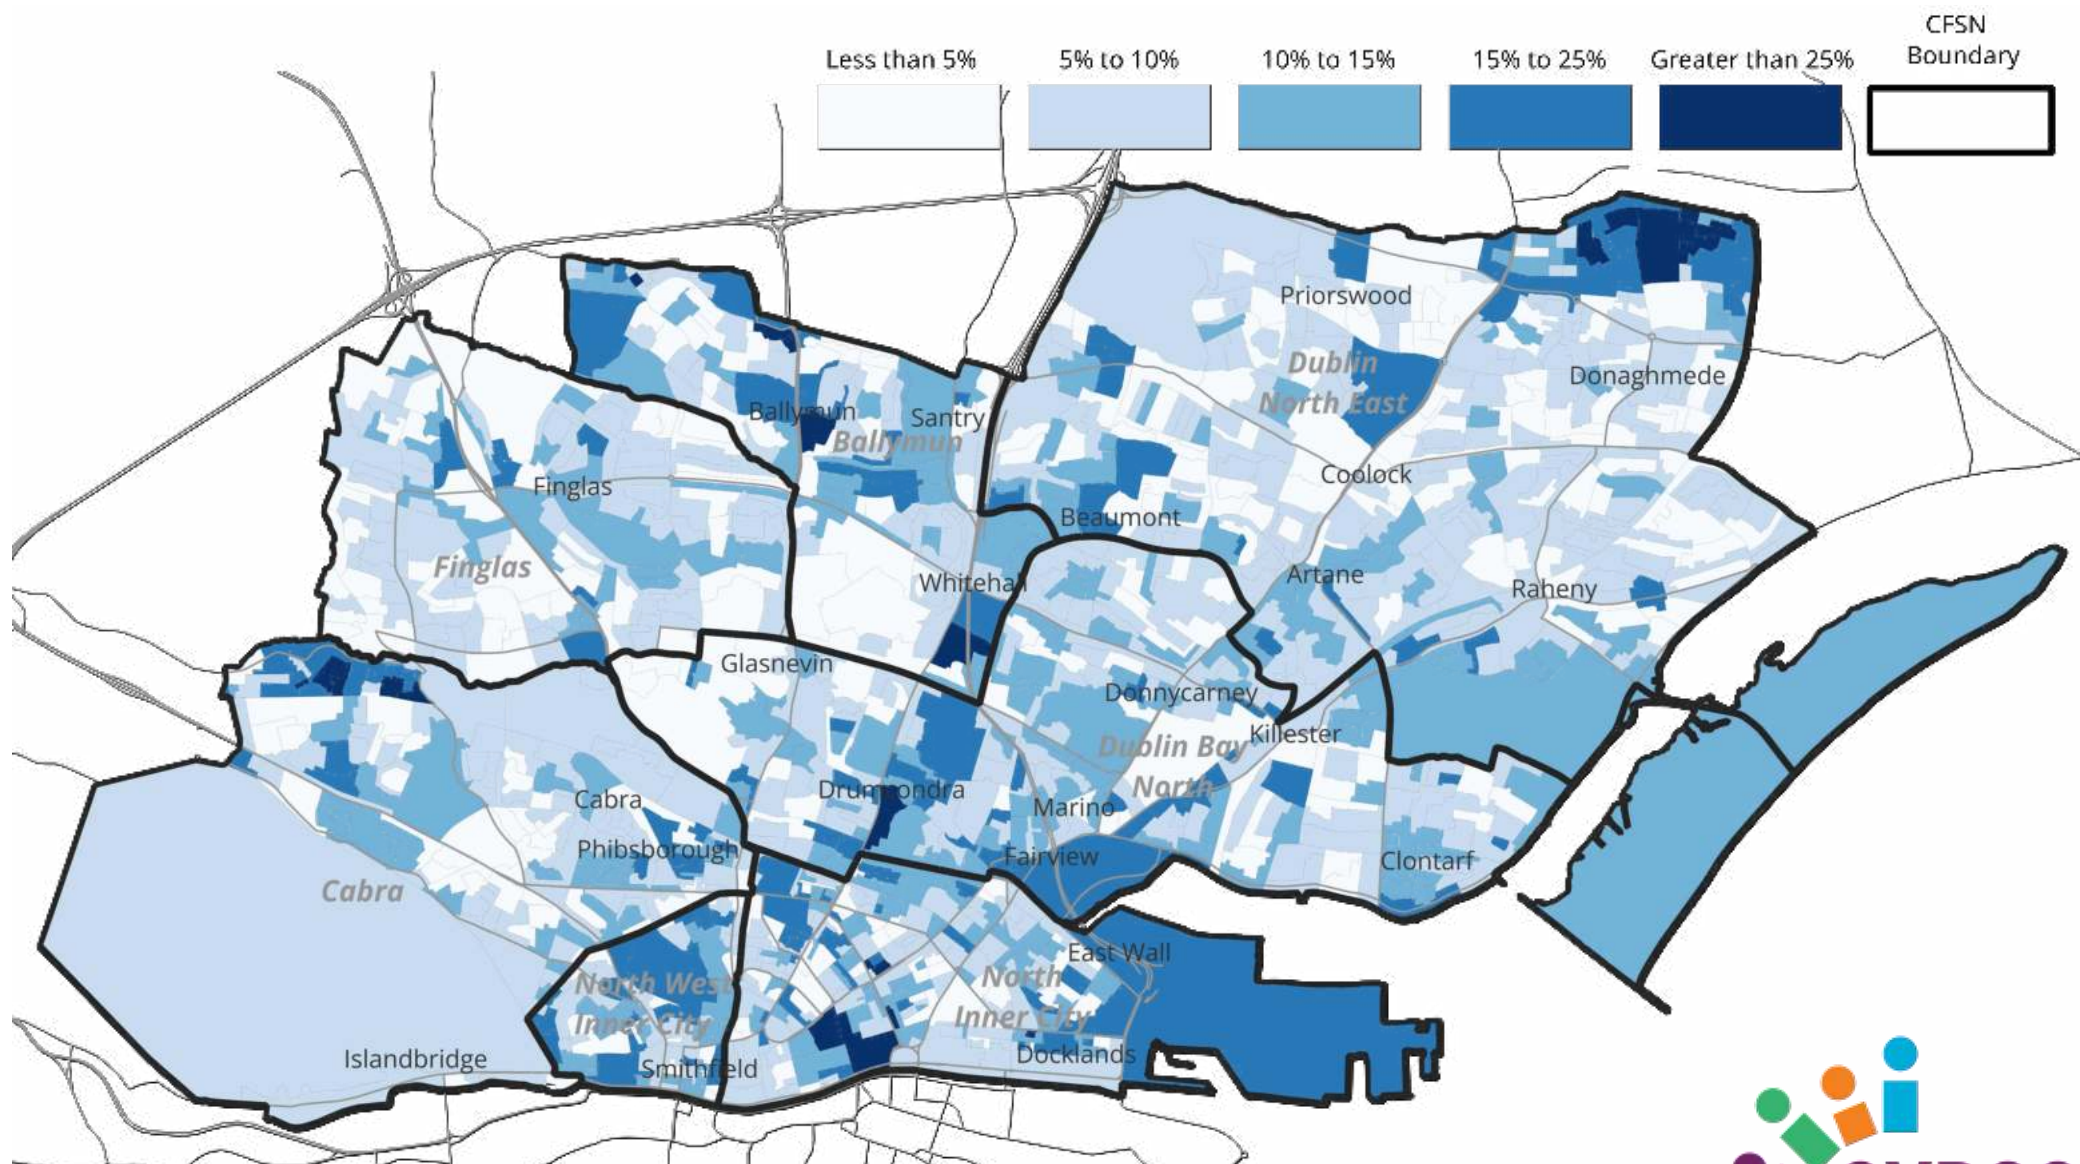 CFSN
Boundary
Less than 5%
5% to 10%
10% to 15%
15% to 25%
Greater than 25%
Priorswood
Dublin
North East
Donaghmede
Ballymun
Santry
Ballymun
Coolock
Finglas
Beaumont
Finglas
Whitehall
Artane
Raheny
Glasnevin
Donnycarney
Killester
Dublin Bay
North
Drumcondra
Cabra
Marino
Phibsborough
Fairview
Clontarf
Cabra
East Wall
North West
Inner City
North
Inner City
Docklands
Islandbridge
Smithfield